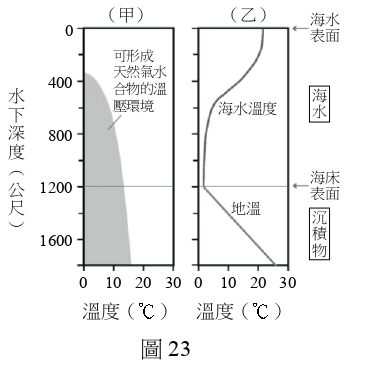 (甲)
(乙)
可形成
天然氣水
合物的溫
壓環境
海水溫度
地溫
海水
表面
海水
海床
表面
沉積物
水下深度(公尺)
0
400
800
1200
1600
0 10 20 30
0 10 20 30
溫度(℃)
溫度(℃)
圖 23